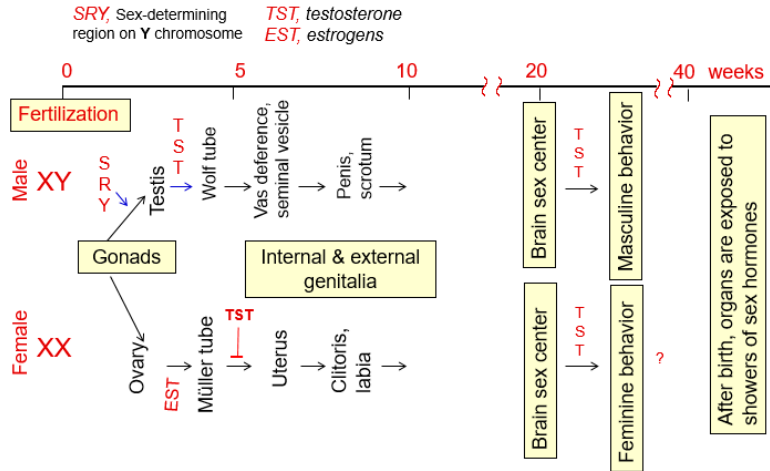 SRY, Sex-determining
region on Y chromosome
TST, testosterone
EST, estrogens
0
5
10
20
40 weeks
Fertilization
Male
XY
S
R
Y
Testis
T
S
T
Wolf tube
Vas deference,
seminal vesicle
Penis,
scrotum
Brain sex center
T
S
T
Masculine behavior
Gonads
Internal & external
genitalia
Female
XX
Ovary
EST
Müller tube
TST
Uterus
Clitoris,
labia
Brain sex center
T
S
T
Feminine behavior
?
After birth, organs are exposed to
showers of sex hormones